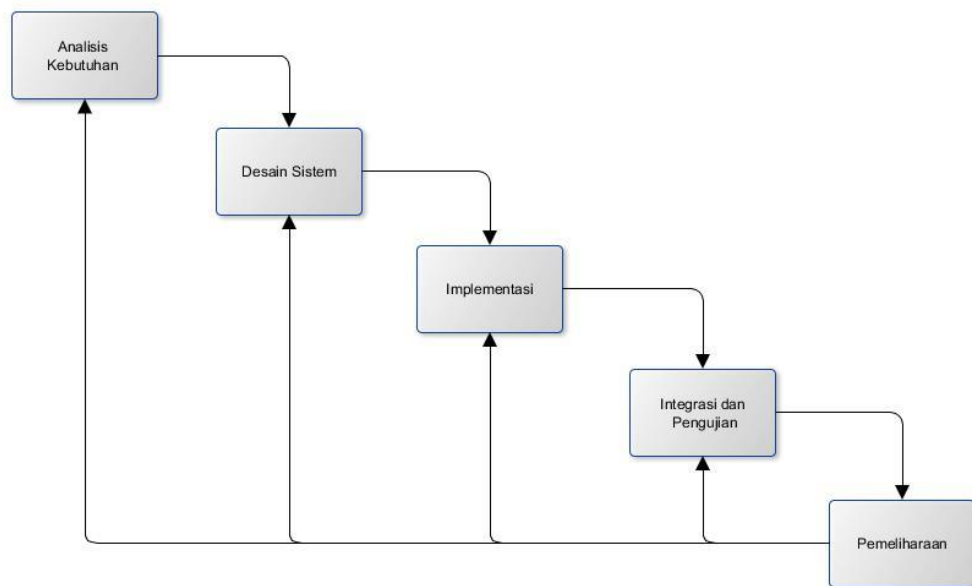 Analisis
Kebutuhan
Desain Sistem
Implementasi
Integrasi dan
Pengujian
Pemeliharaan